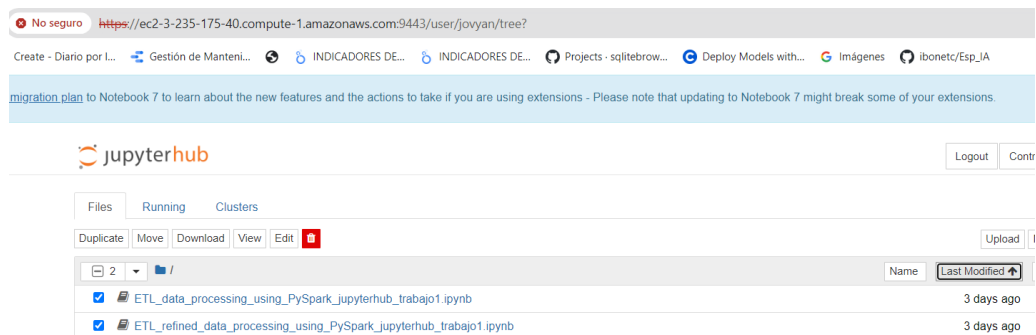 No seguro https://ec2-3-235-175-40.compute-1.amazonaws.com:9443/user/jovyan/tree?
Create - Diario por I... Gestión de Manteni... INDICADORES DE... INDICADORES DE... Projects · sqlitebrow... Deploy Models with... Imágenes ibonetc/Esp_IA
migration plan to Notebook 7 to learn about the new features and the actions to take if you are using extensions - Please note that updating to Notebook 7 might break some of your extensions.
jupyterhub
Logout Contr
Files Running Clusters
Duplicate Move Download View Edit
Upload
2 / Name Last Modified
ETL_data_processing_using_PySpark_jupyterhub_trabajo1.ipynb 3 days ago
ETL_refined_data_processing_using_PySpark_jupyterhub_trabajo1.ipynb 3 days ago